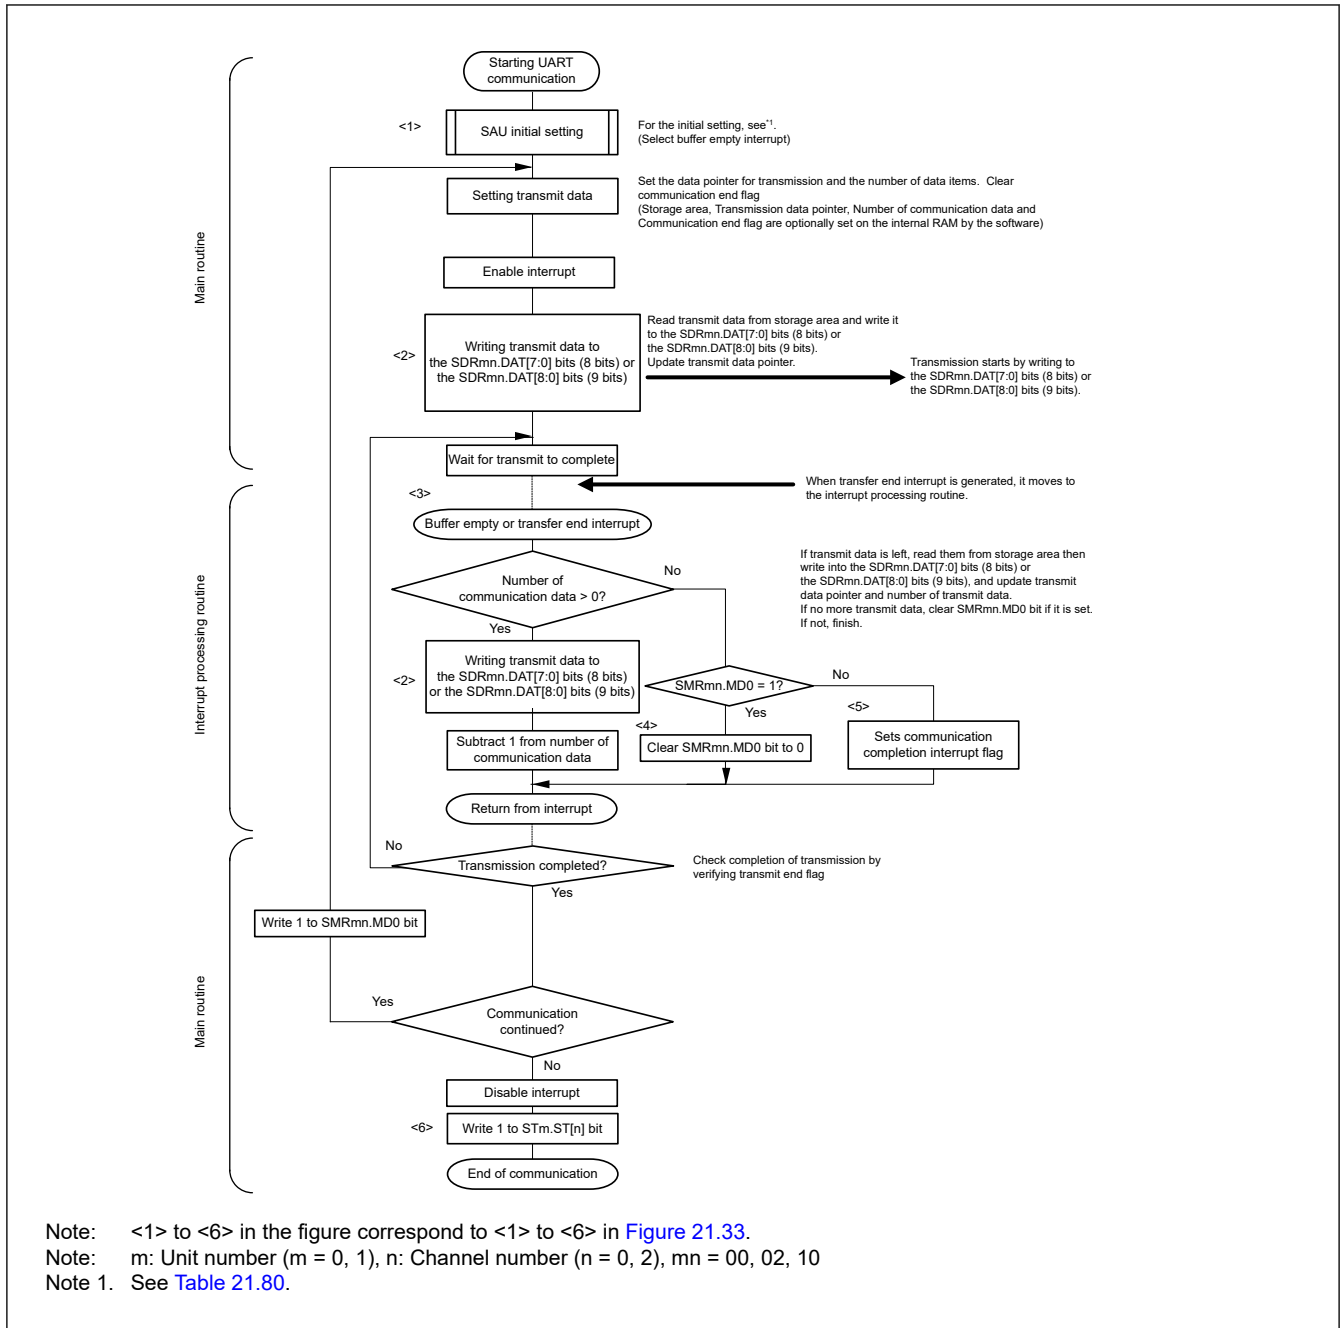 Starting UART
communication
<1>
SAU initial setting
For the initial setting, see*1.
(Select buffer empty interrupt)
Setting transmit data
Set the data pointer for transmission and the number of data items. Clear
communication end flag
(Storage area, Transmission data pointer, Number of communication data and
Communication end flag are optionally set on the internal RAM by the software)
Main routine
Enable interrupt
<2>
Writing transmit data to
the SDRmn.DAT[7:0] bits (8 bits) or
the SDRmn.DAT[8:0] bits (9 bits)
Read transmit data from storage area and write it
to the SDRmn.DAT[7:0] bits (8 bits) or
the SDRmn.DAT[8:0] bits (9 bits).
Update transmit data pointer.
Transmission starts by writing to
the SDRmn.DAT[7:0] bits (8 bits) or
the SDRmn.DAT[8:0] bits (9 bits).
Wait for transmit to complete
<3>
When transfer end interrupt is generated, it moves to
the interrupt processing routine.
Buffer empty or transfer end interrupt
Interrupt processing routine
Number of
communication data > 0?
No
Yes
If transmit data is left, read them from storage area then
write into the SDRmn.DAT[7:0] bits (8 bits) or
the SDRmn.DAT[8:0] bits (9 bits), and update transmit
data pointer and number of transmit data.
If no more transmit data, clear SMRmn.MD0 bit if it is set.
If not, finish.
<2>
Writing transmit data to
the SDRmn.DAT[7:0] bits (8 bits)
or the SDRmn.DAT[8:0] bits (9 bits)
SMRmn.MD0 = 1?
No
Yes
<4>
<5>
Subtract 1 from number of
communication data
Clear SMRmn.MD0 bit to 0
Sets communication
completion interrupt flag
Return from interrupt
No
Transmission completed?
Yes
Check completion of transmission by
verifying transmit end flag
Write 1 to SMRmn.MD0 bit
Main routine
Yes
Communication
continued?
No
Disable interrupt
<6>
Write 1 to STm.ST[n] bit
End of communication
Note: <1> to <6> in the figure correspond to <1> to <6> in Figure 21.33.
Note: m: Unit number (m = 0, 1), n: Channel number (n = 0, 2), mn = 00, 02, 10
Note 1. See Table 21.80.